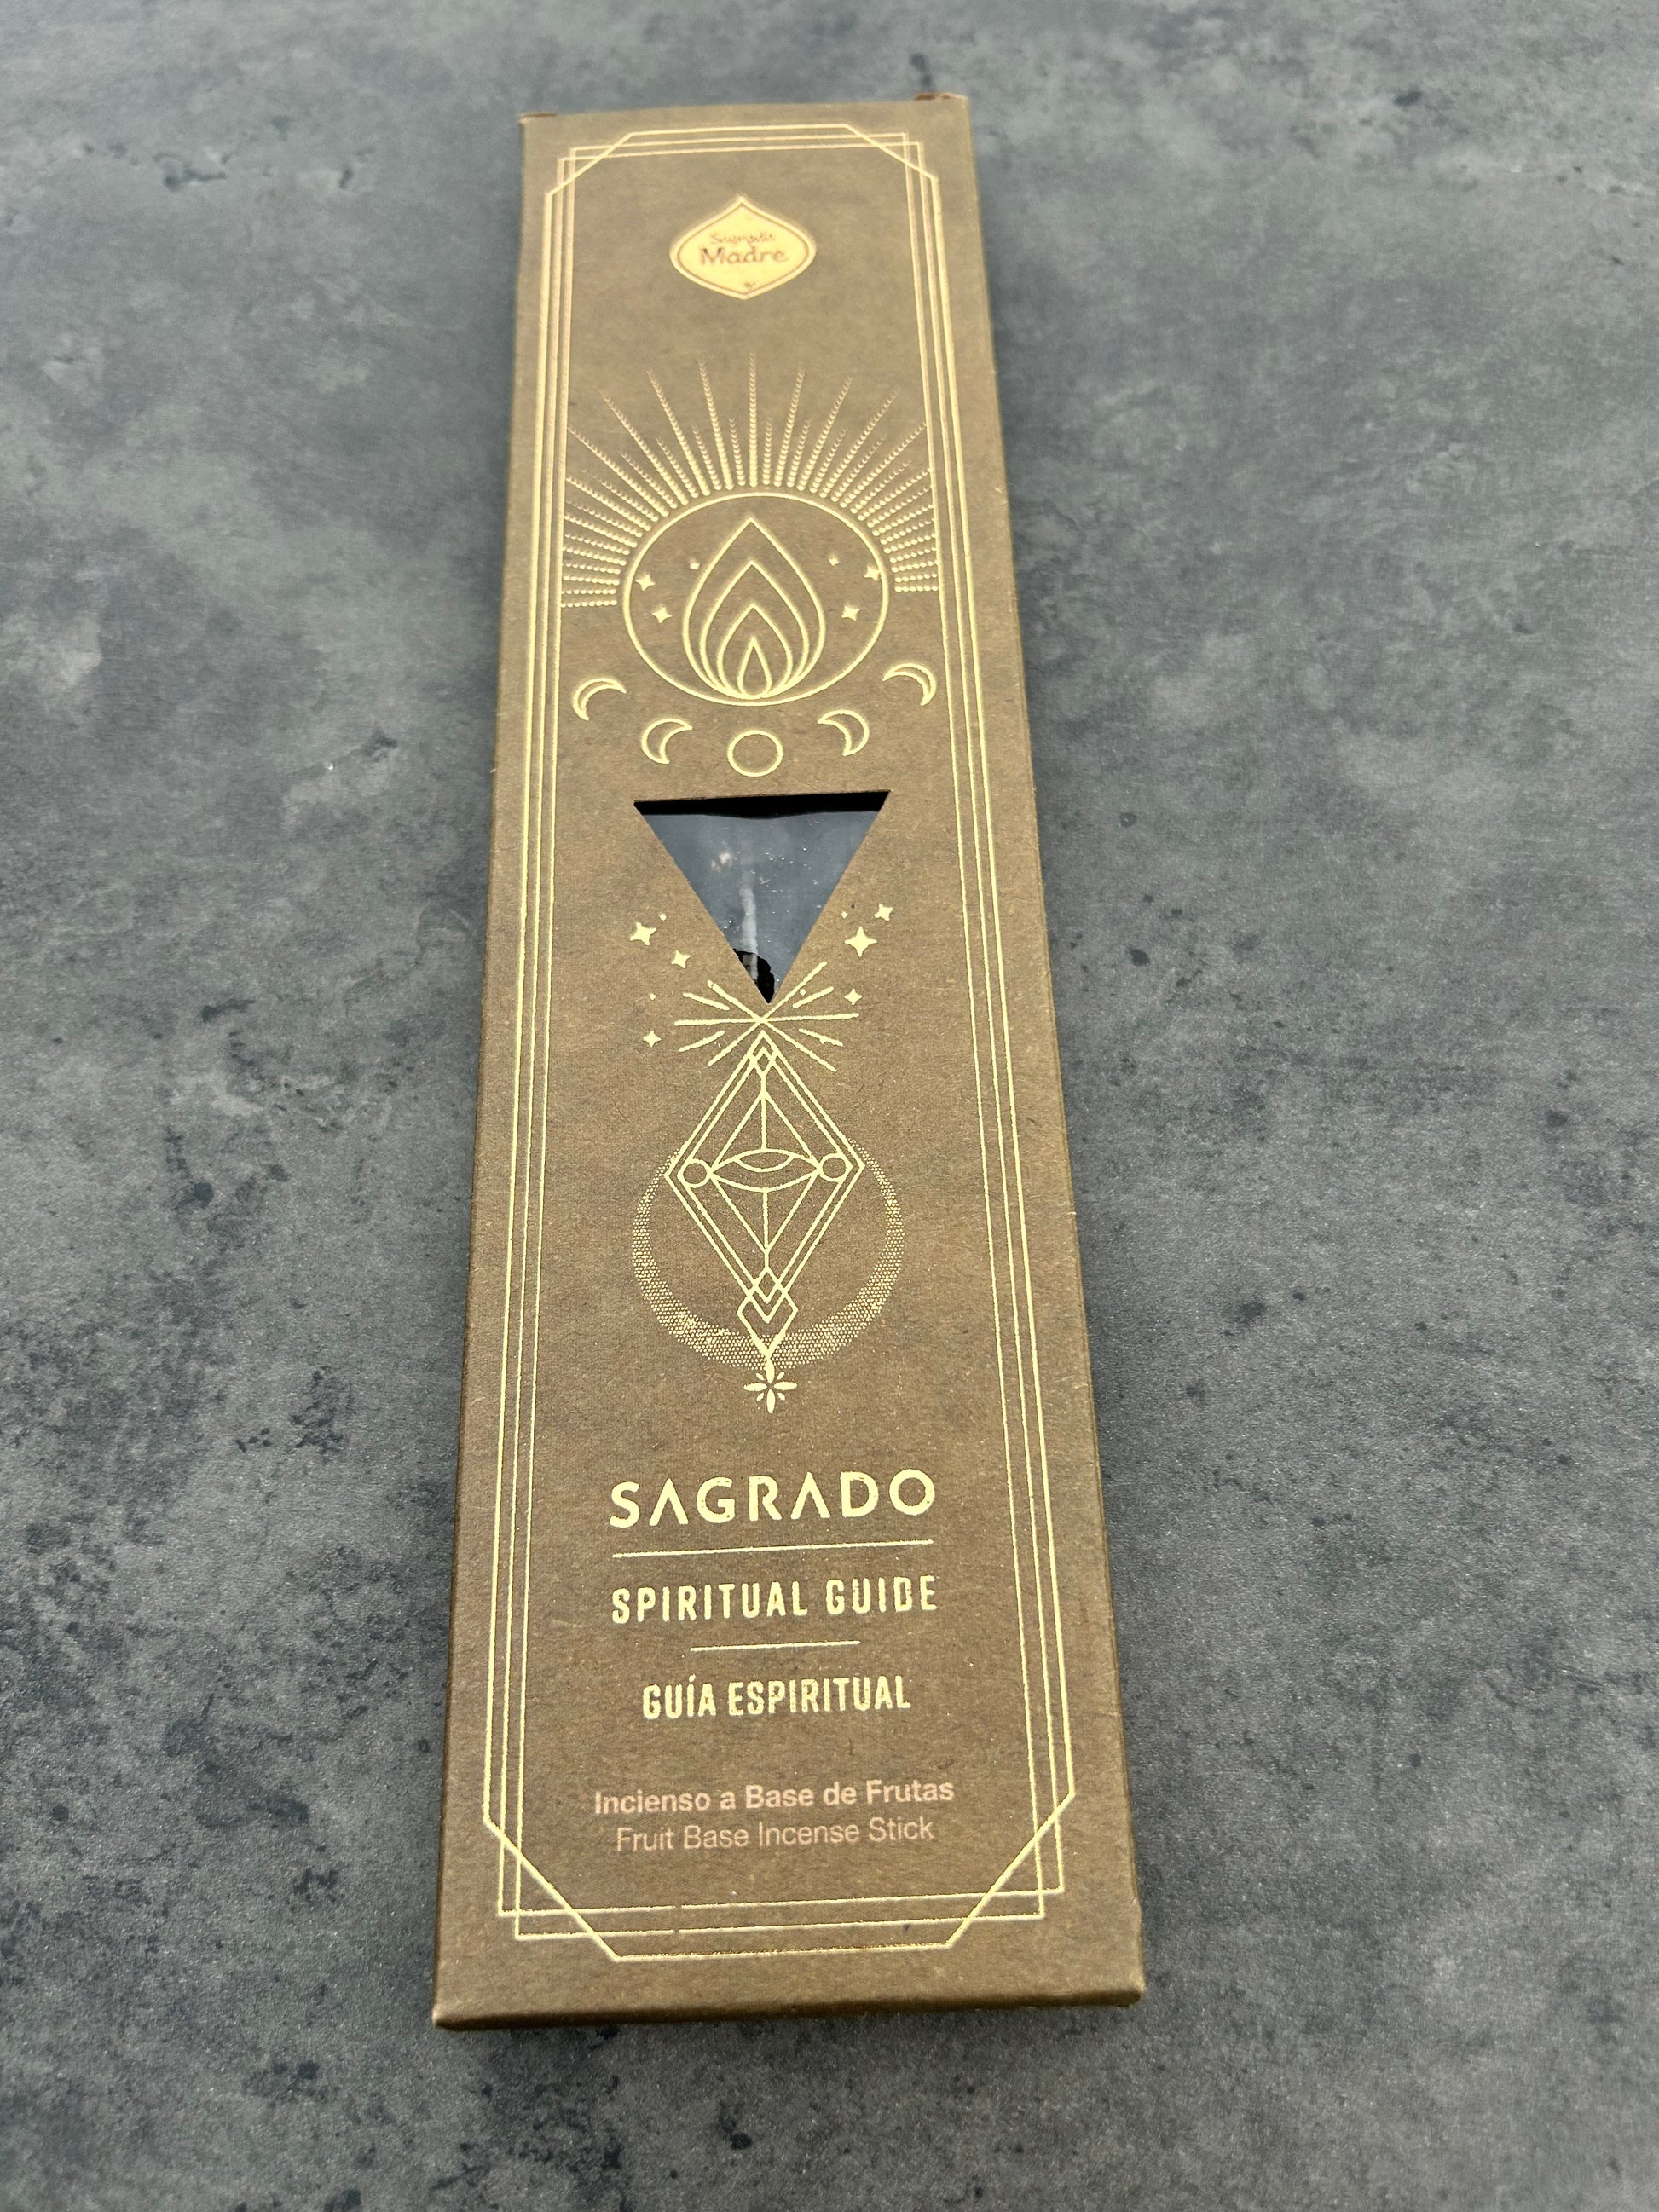 Sagrada
Madre
SAGRADO
SPIRITUAL GUIDE
GUÍA ESPIRITUAL
Incienso a Base de Frutas
Fruit Base Incense Stick